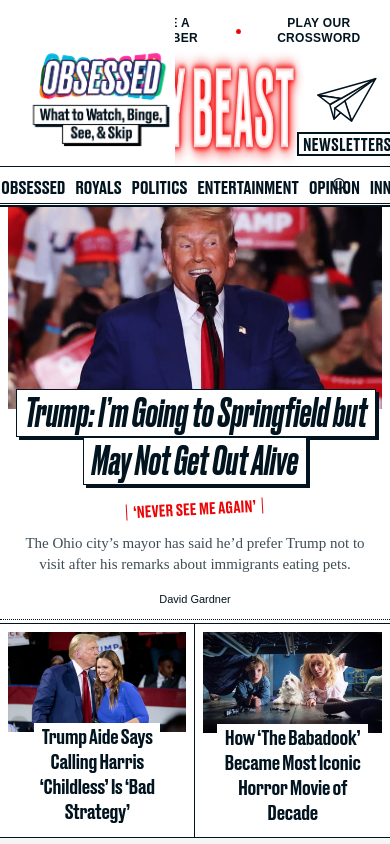 PLAY OUR
CROSSWORD
OBSESSED
What to Watch, Binge,
See, & Skip
BEAST
NEWSLETTERS
OBSESSED ROYALS POLITICS ENTERTAINMENT OPINION INN
Trump: I'm Going to Springfield but
May Not Get Out Alive
'NEVER SEE ME AGAIN'
The Ohio city's mayor has said he'd prefer Trump not to
visit after his remarks about immigrants eating pets.
David Gardner
Trump Aide Says
Calling Harris
'Childless' Is 'Bad
Strategy'
How 'The Babadook'
Became Most Iconic
Horror Movie of
Decade